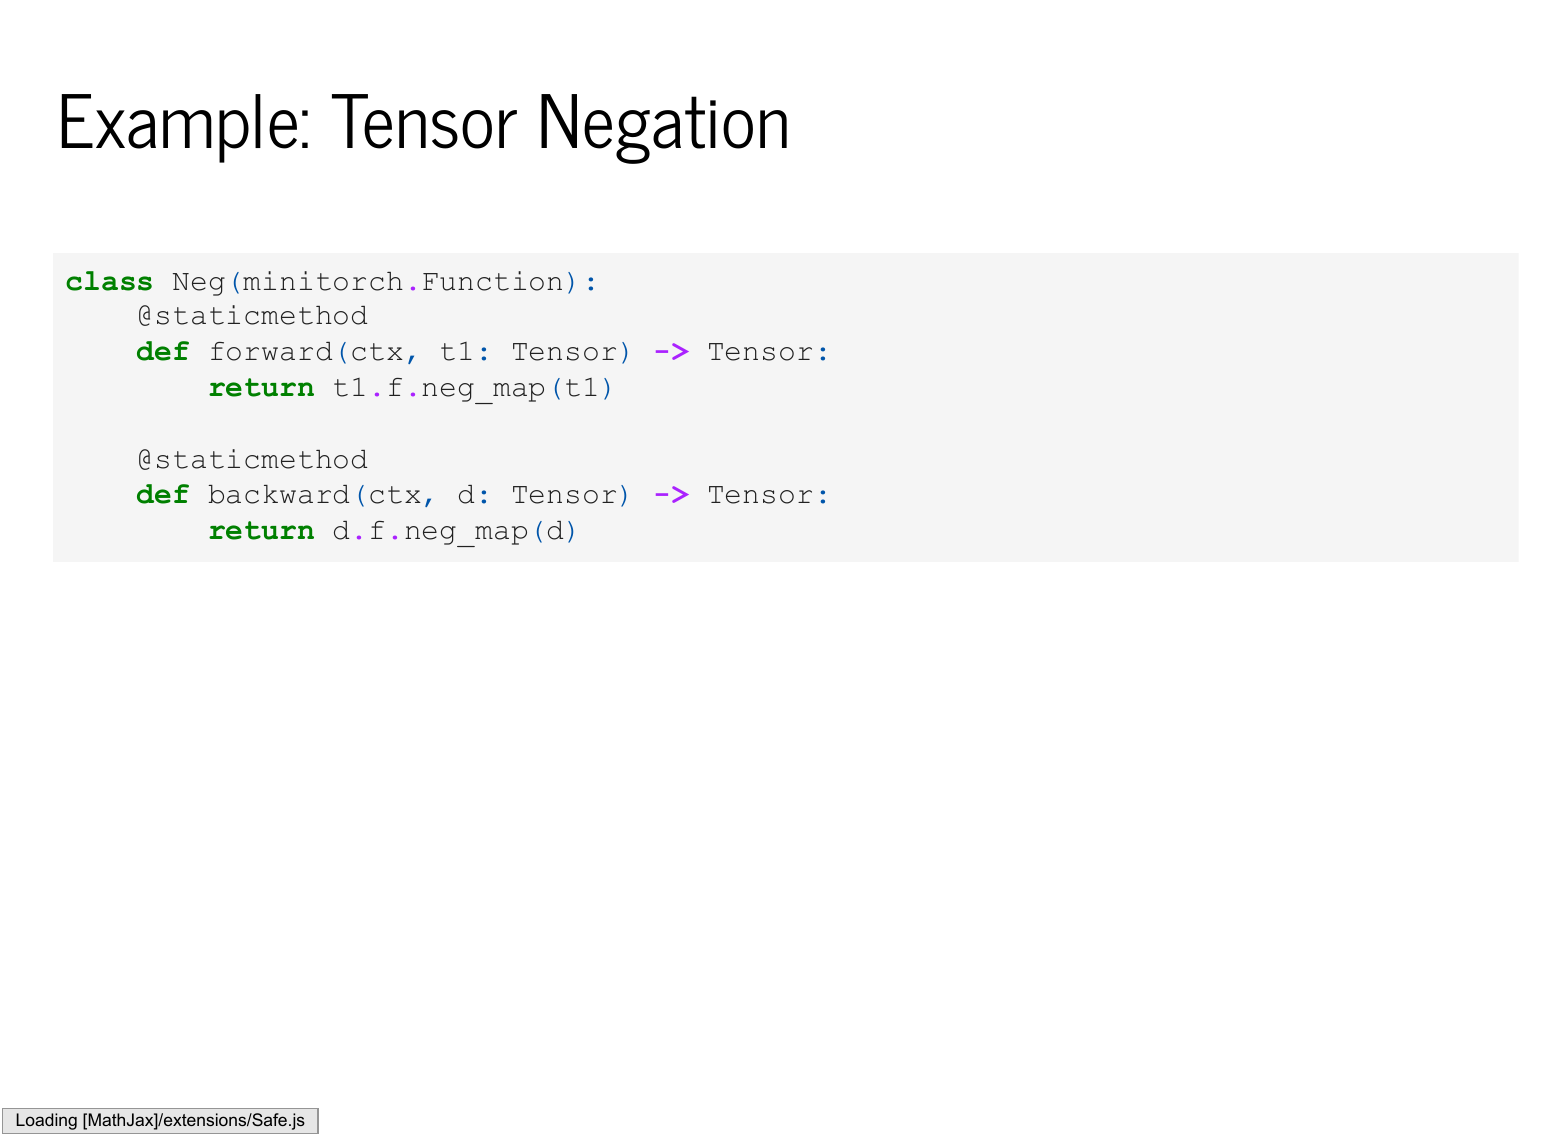 Example: Tensor Negation
class Neg(minitorch.Function):
    @staticmethod
    def forward(ctx, t1: Tensor) -> Tensor:
        return t1.f.neg_map(t1)

    @staticmethod
    def backward(ctx, d: Tensor) -> Tensor:
        return d.f.neg_map(d)
Loading [MathJax]/extensions/Safe.js